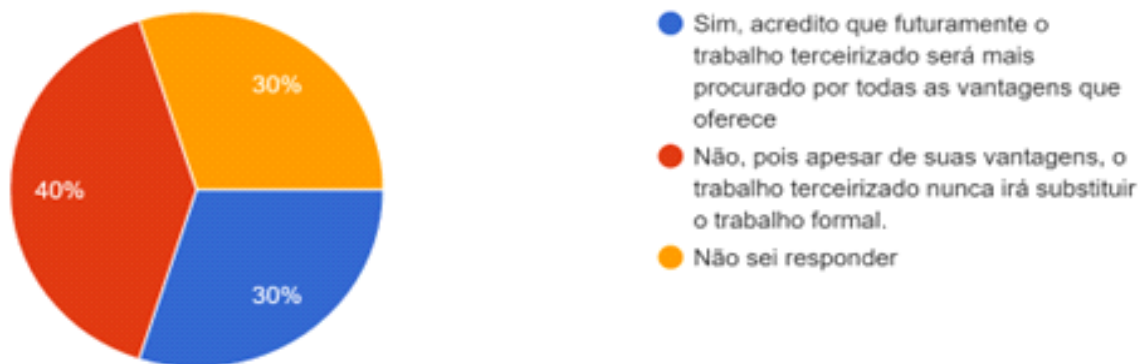 30%
40%
30%
Sim, acredito que futuramente o
trabalho terceirizado será mais
procurado por todas as vantagens que
oferece
Não, pois apesar de suas vantagens, o
trabalho terceirizado nunca irá substituir
o trabalho formal.
Não sei responder